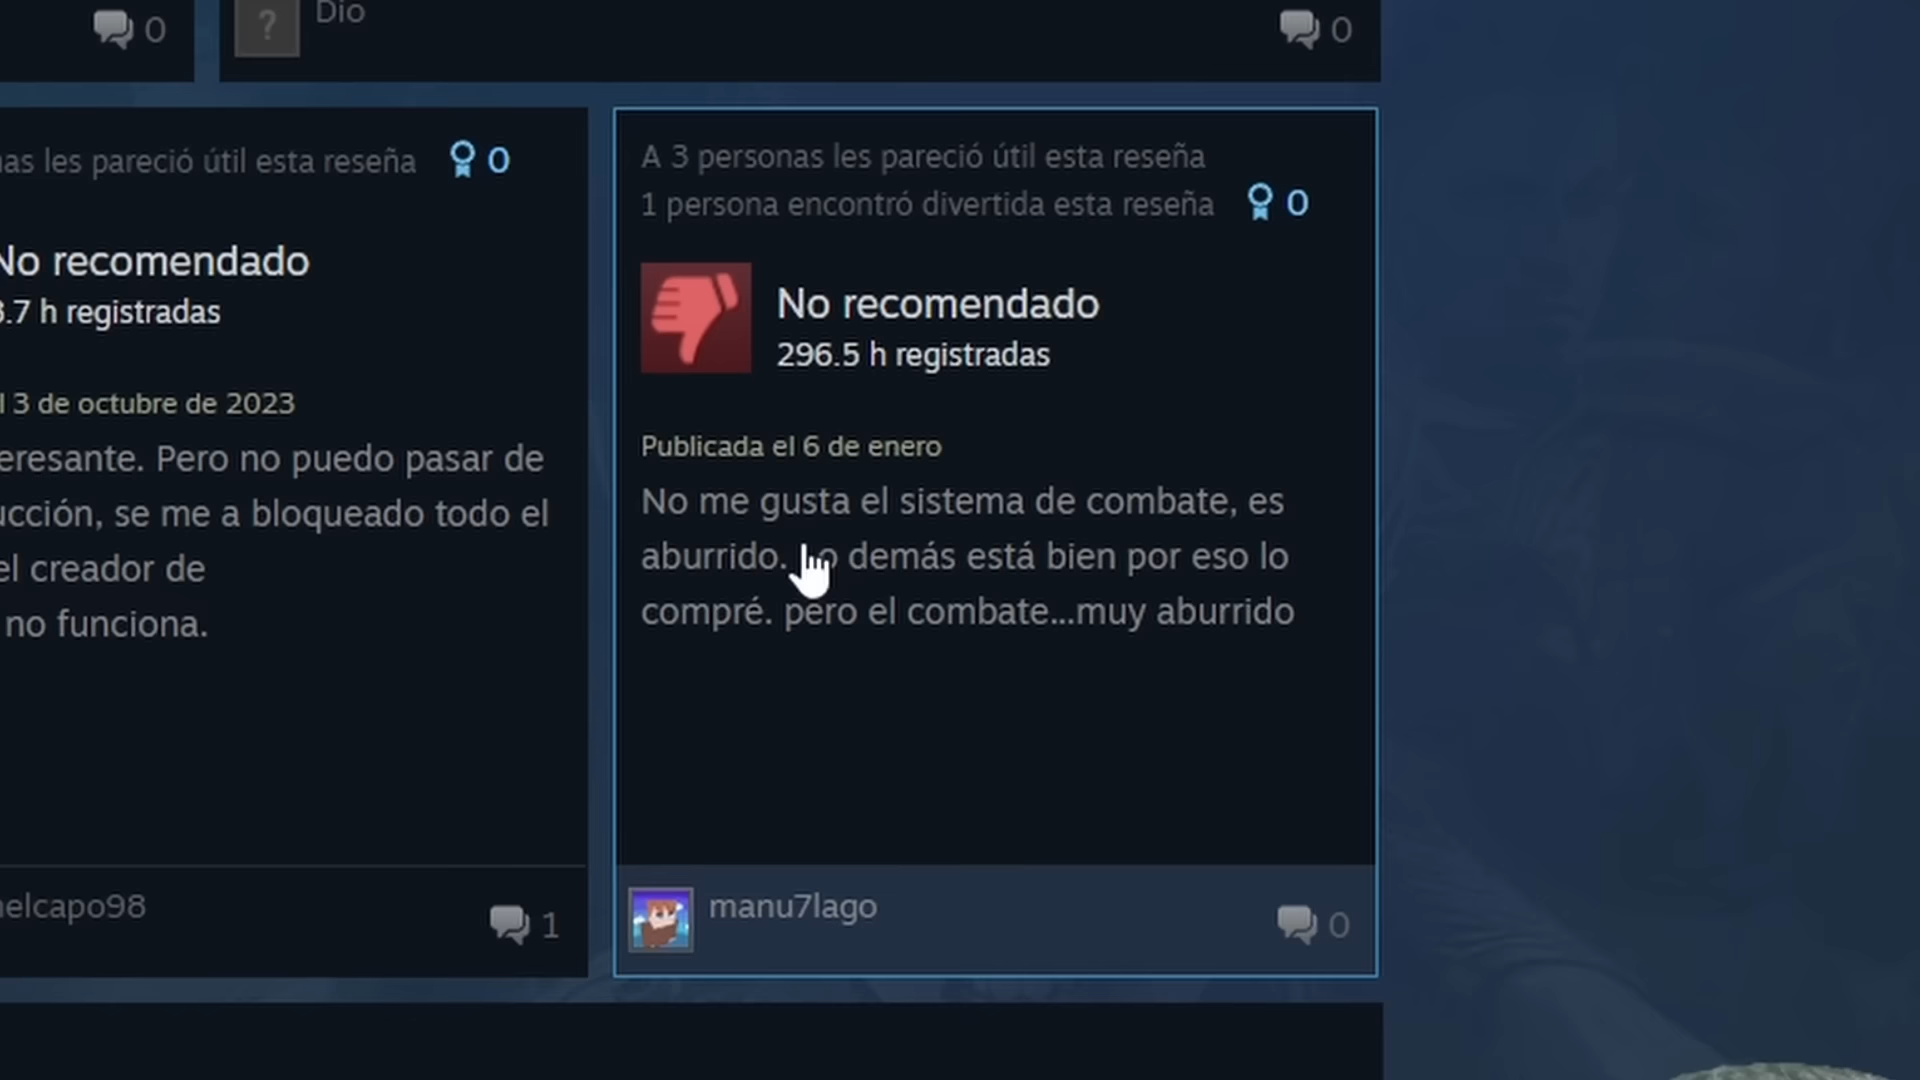 0
Dio
0
les pareció útil esta reseña 0
No recomendado
h registradas
3 de octubre de 2023
Pero no puedo pasar de
se me a bloqueado todo el
el creador de
no funciona.
1
A 3 personas les pareció útil esta reseña
1 persona encontró divertida esta reseña 0
No recomendado
296.5 h registradas
Publicada el 6 de enero
No me gusta el sistema de combate, es
aburrido. demás está bien por eso lo
compré. pero el combate...muy aburrido
manu7lago
0